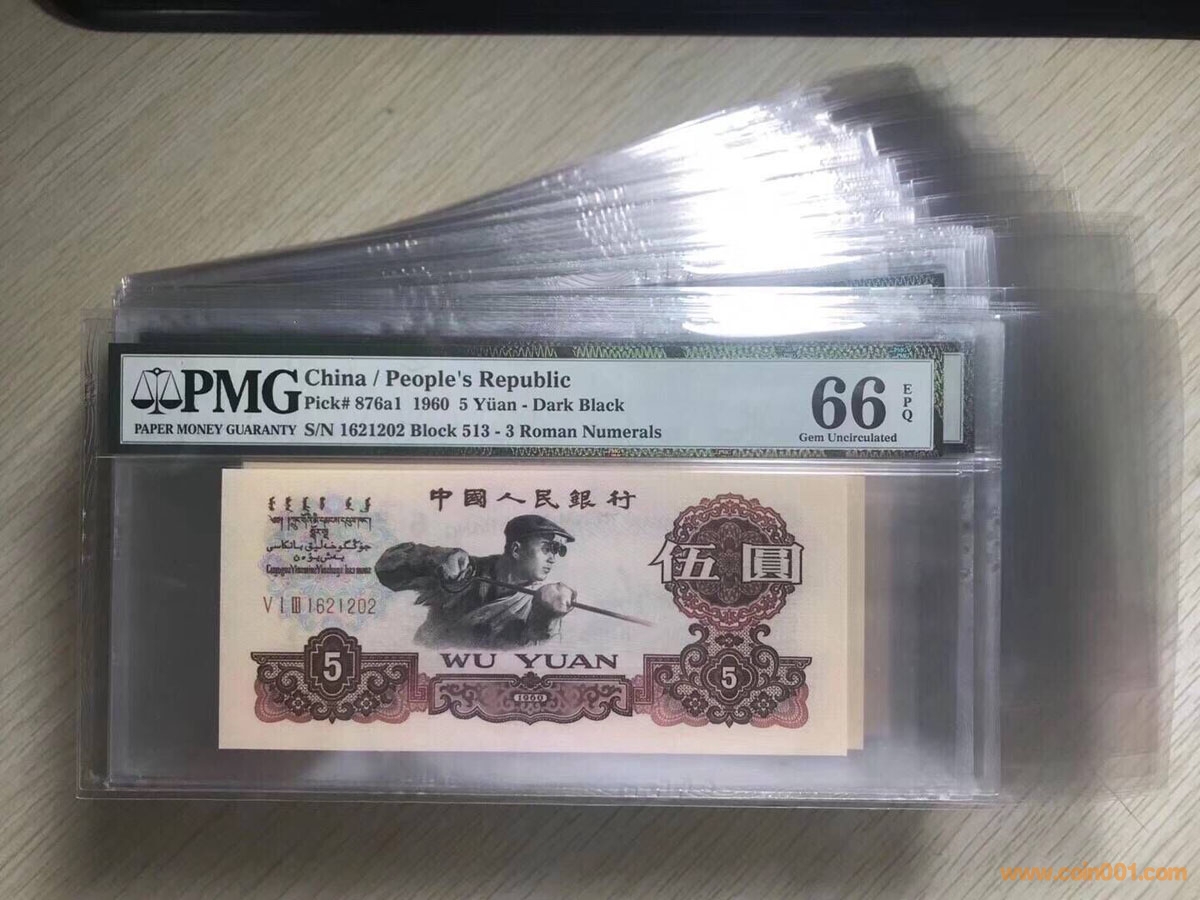 PMG
PAPER MONEY GUARANTY
China / People's Republic
Pick# 876a1 1960 5 Yüan - Dark Black
S/N 1621202 Block 513 - 3 Roman Numerals
66
EPQ
Gem Uncirculated
中國人民銀行
伍圓
V I III 1621202
5
WU YUAN
1960
5
www.coin001.com